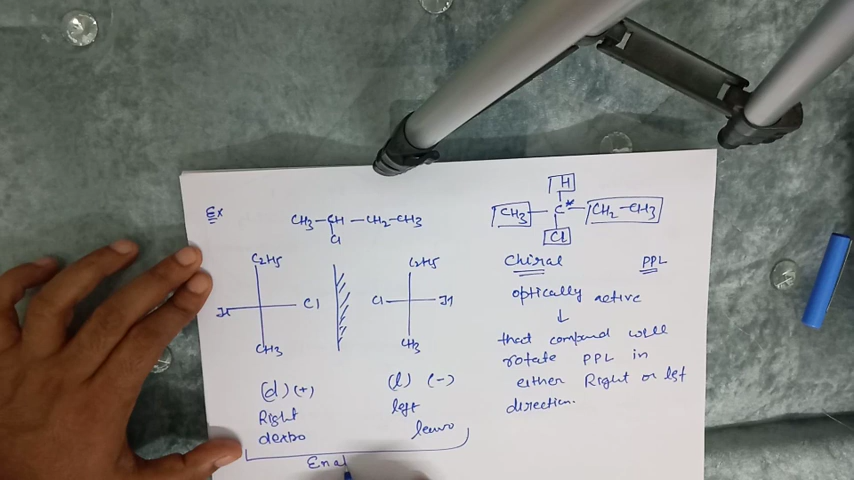 Ex
CH3-CH-CH2-CH3
Cl
C2H5
H Cl
CH3
C2H5
Cl H
CH3
(d) (+)
Right
dextro
(l) (-)
left
leavo
Enal
H
CH3 - C* - CH2-CH3
Cl
Chiral PPL
optically active
↓
that compound will
rotate PPL in
either Right or left
direction.